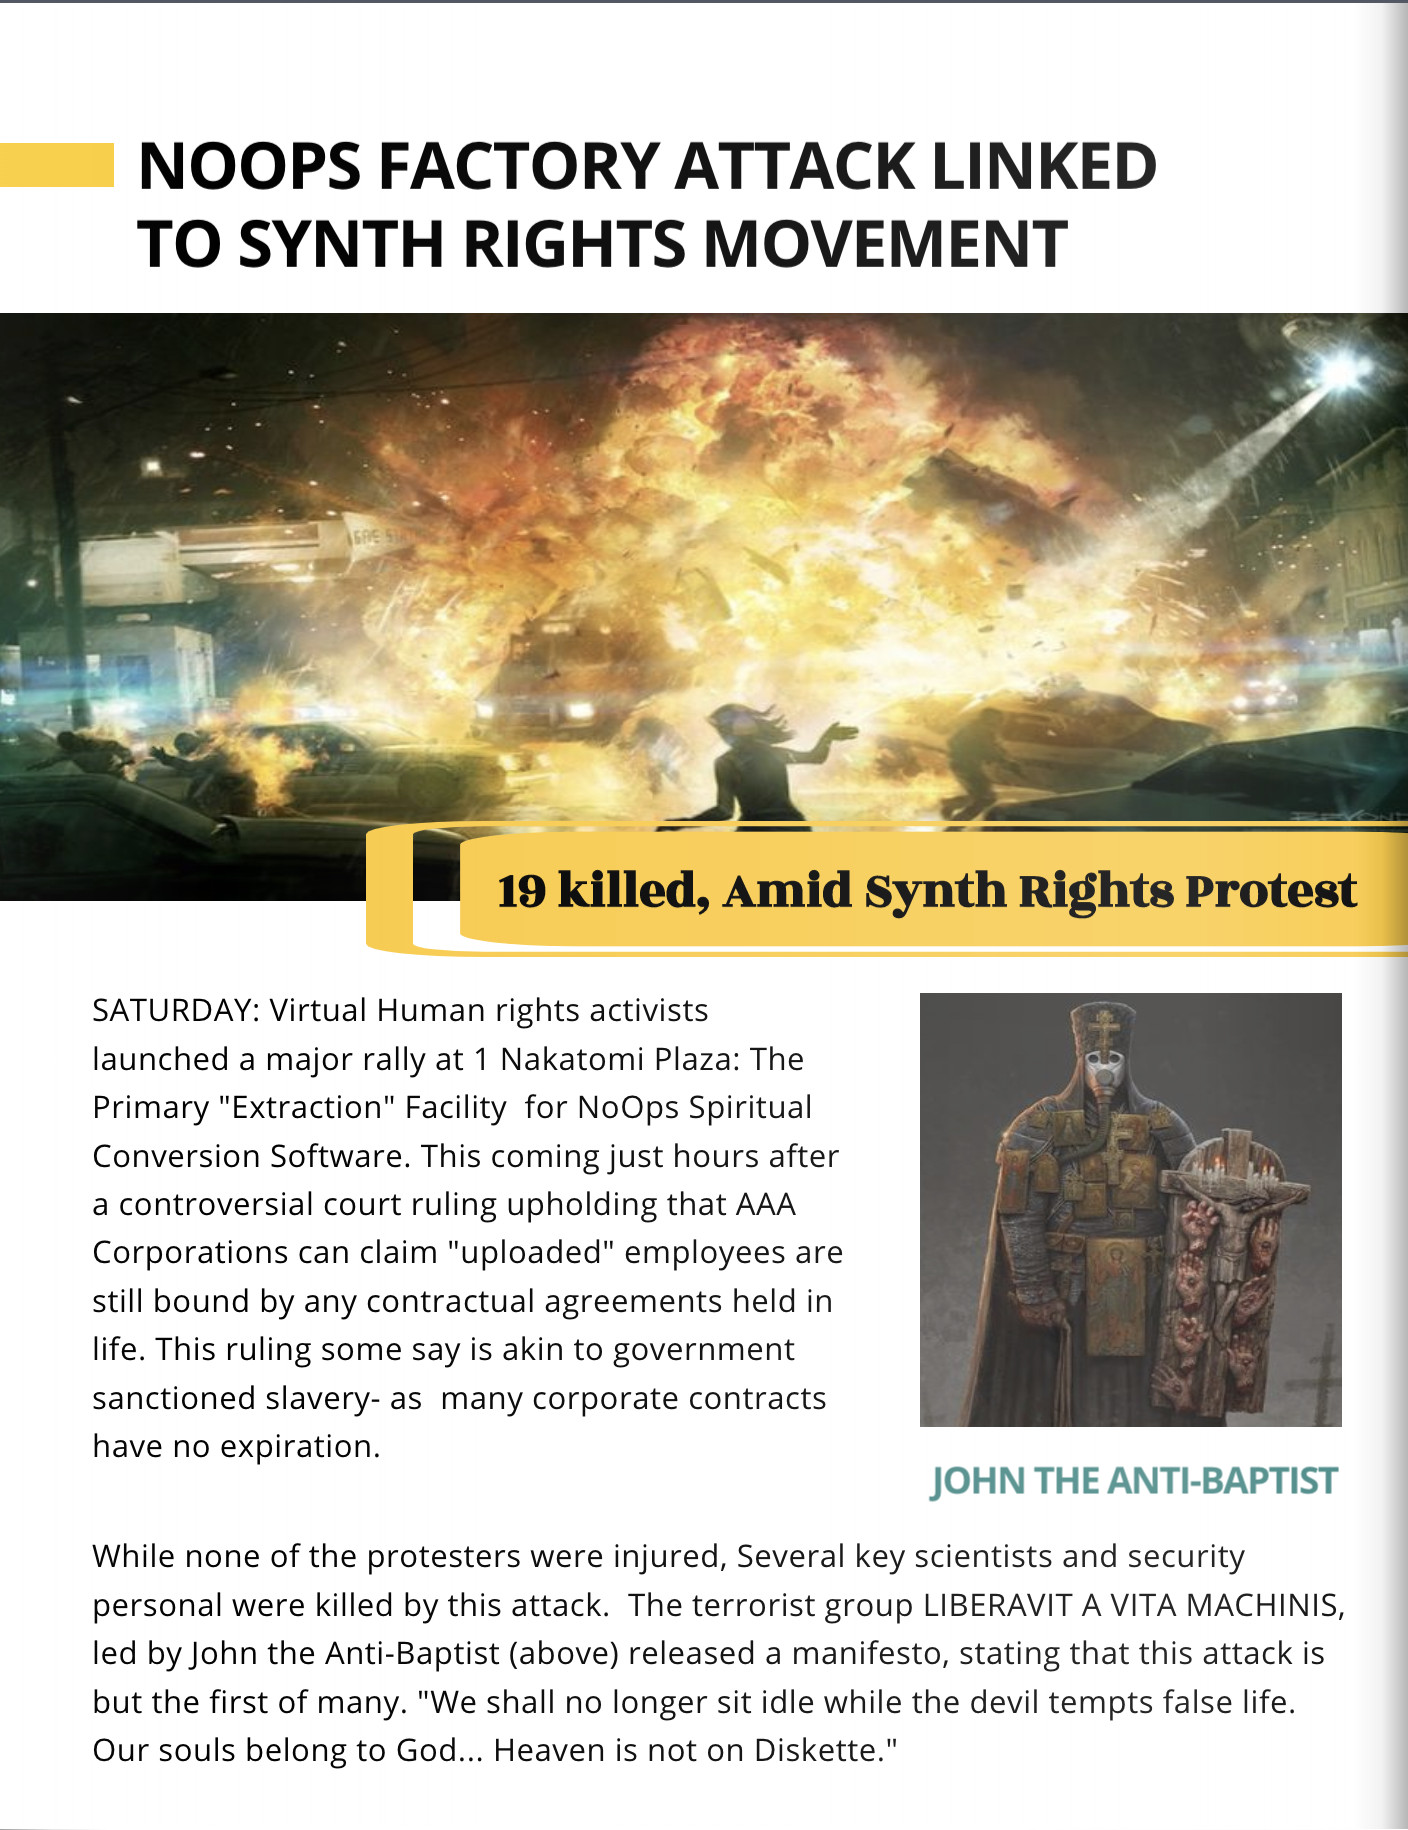 NOOPS FACTORY ATTACK LINKED
TO SYNTH RIGHTS MOVEMENT
19 killed, Amid Synth Rights Protest
SATURDAY: Virtual Human rights activists
launched a major rally at 1 Nakatomi Plaza: The
Primary "Extraction" Facility  for NoOps Spiritual
Conversion Software. This coming just hours after
a controversial court ruling upholding that AAA
Corporations can claim "uploaded" employees are
still bound by any contractual agreements held in
life. This ruling some say is akin to government
sanctioned slavery- as  many corporate contracts
have no expiration.
JOHN THE ANTI-BAPTIST
While none of the protesters were injured, Several key scientists and security
personal were killed by this attack.  The terrorist group LIBERAVIT A VITA MACHINIS,
led by John the Anti-Baptist (above) released a manifesto, stating that this attack is
but the first of many. "We shall no longer sit idle while the devil tempts false life.
Our souls belong to God... Heaven is not on Diskette."